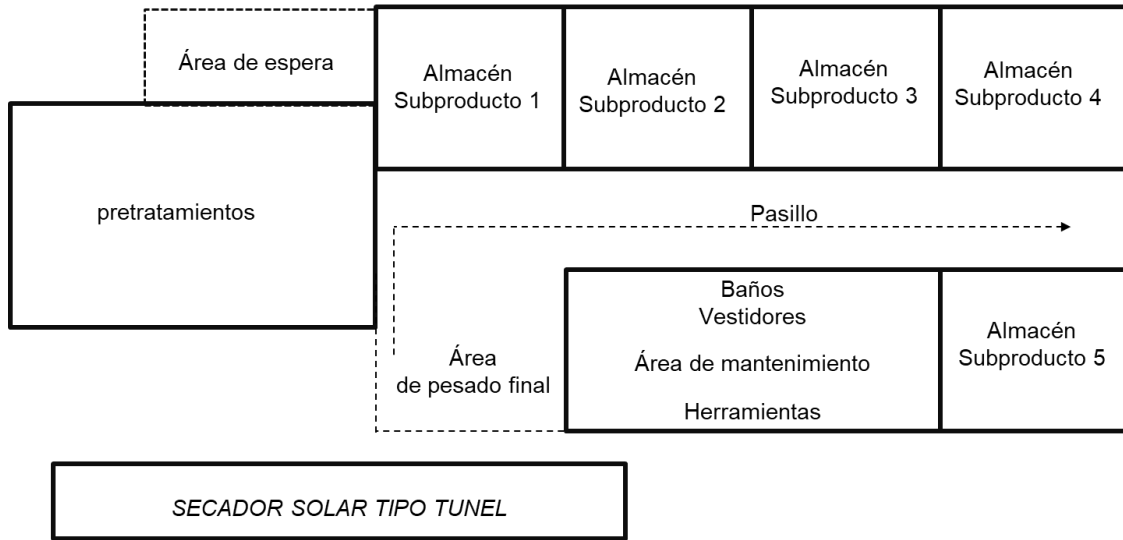 Área de espera
Almacén
Subproducto 1
Almacén
Subproducto 2
Almacén
Subproducto 3
Almacén
Subproducto 4
pretratamientos
Pasillo
Baños
Vestidores
Área de mantenimiento
Herramientas
Almacén
Subproducto 5
Área
de pesado final
SECADOR SOLAR TIPO TUNEL